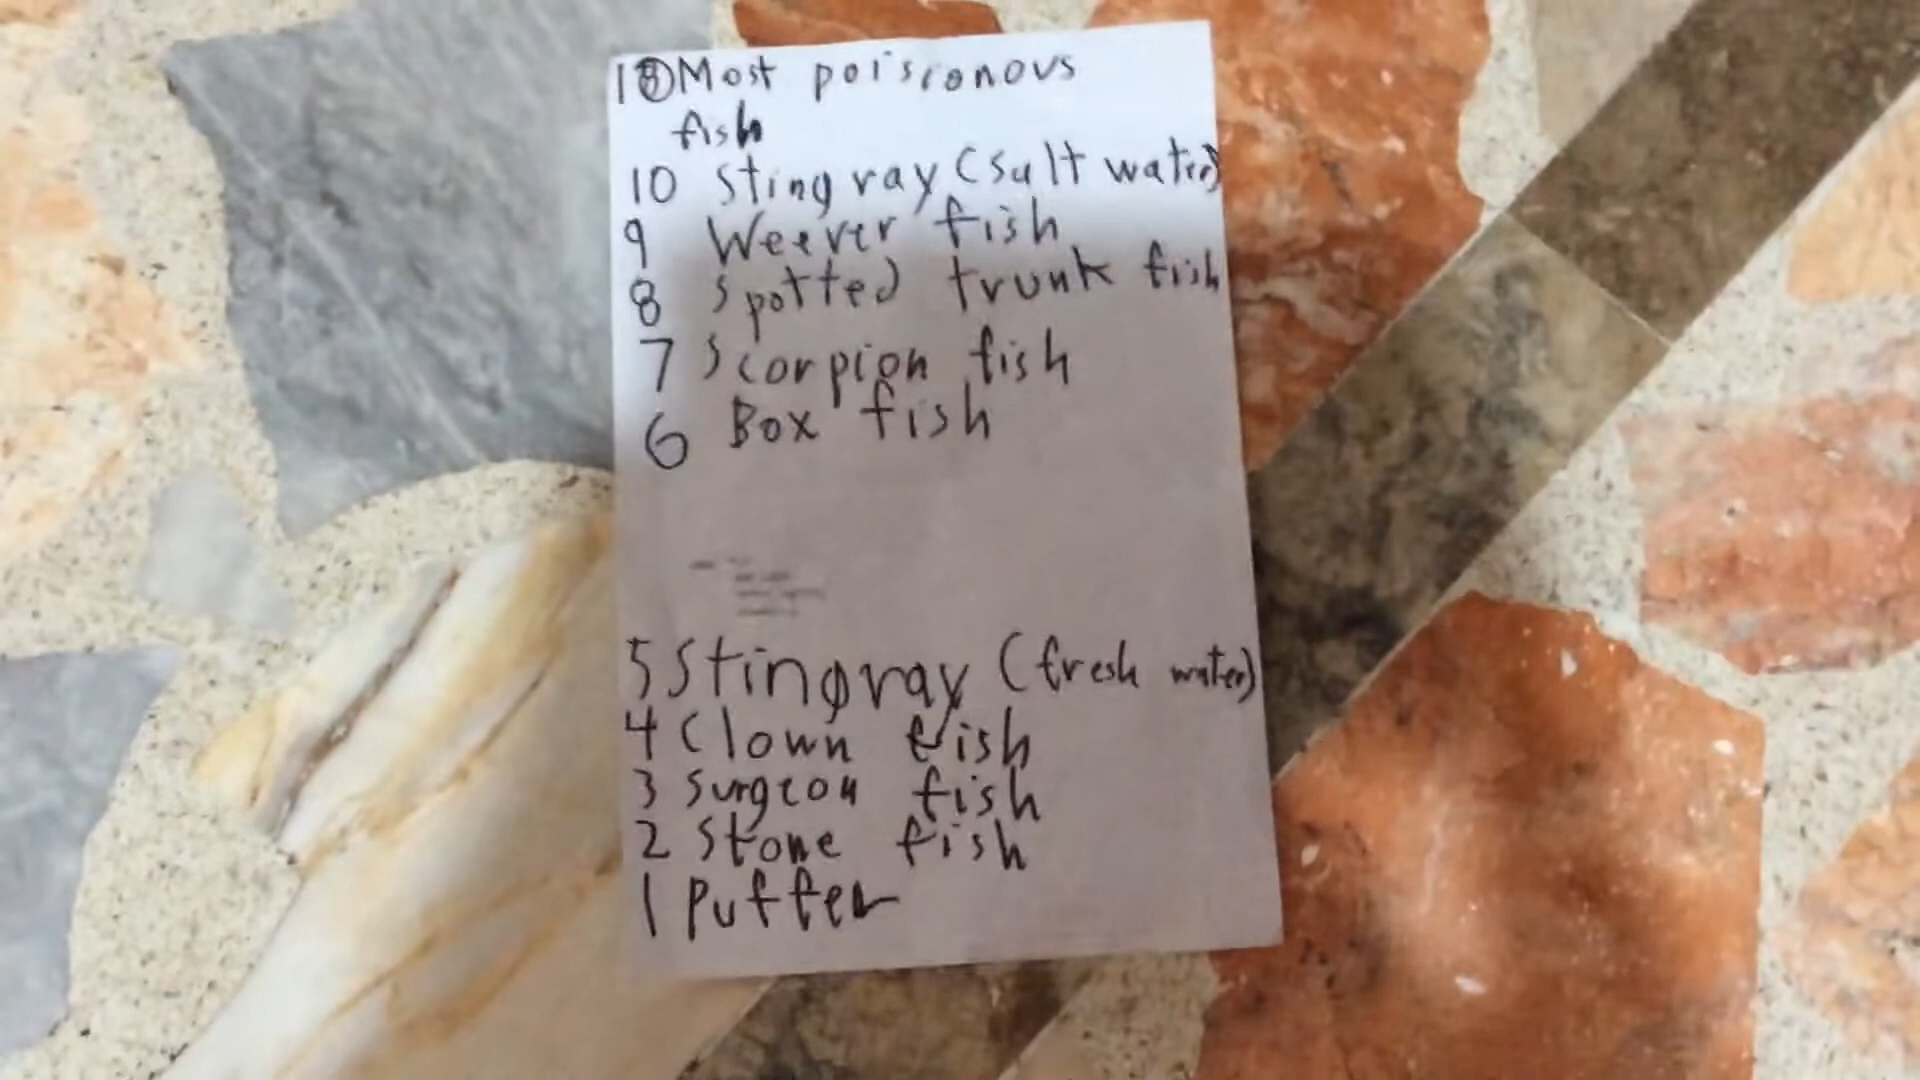 10 Most poisconovs
fish
10 Sting ray (Salt water)
9 Weever fish
8 spotted trunk fish
7 Scorpion fish
6 Box fish
5 Stingray (fresh water)
4 Clown fish
3 Surgeon fish
2 Stone fish
1 Puffer